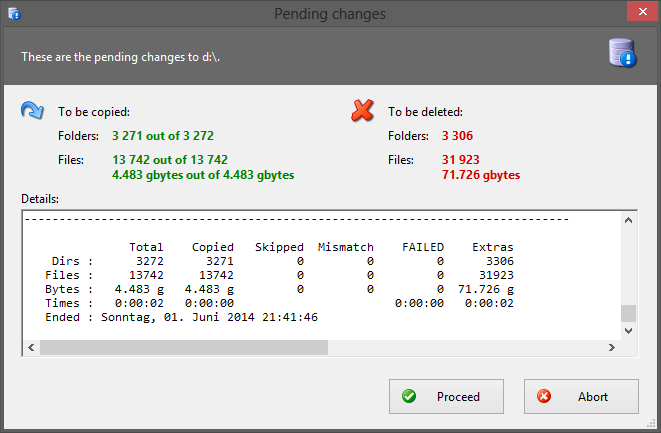 Pending changes
These are the pending changes to d:\.
To be copied:
Folders: 3 271 out of 3 272
Files: 13 742 out of 13 742
4.483 gbytes out of 4.483 gbytes
To be deleted:
Folders: 3 306
Files: 31 923
71.726 gbytes
Details:
------------------------------------------------------------------------------
Total Copied Skipped Mismatch FAILED Extras
Dirs : 3272 3271 0 0 0 3306
Files : 13742 13742 0 0 0 31923
Bytes : 4.483 g 4.483 g 0 0 0 71.726 g
Times : 0:00:02 0:00:00 0:00:00 0:00:02
Ended : Sonntag, 01. Juni 2014 21:41:46
Proceed
Abort